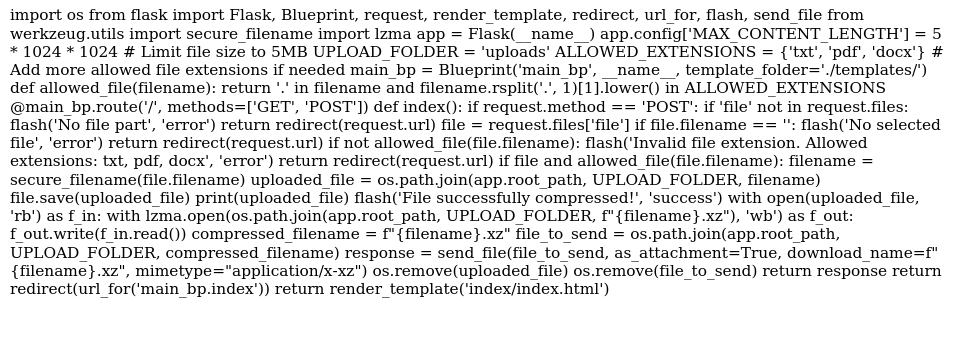 import os from flask import Flask, Blueprint, request, render_template, redirect, url_for, flash, send_file from
werkzeug.utils import secure_filename import lzma app = Flask(__name__) app.config['MAX_CONTENT_LENGTH'] = 5
* 1024 * 1024 # Limit file size to 5MB UPLOAD_FOLDER = 'uploads' ALLOWED_EXTENSIONS = {'txt', 'pdf', 'docx'} #
Add more allowed file extensions if needed main_bp = Blueprint('main_bp', __name__, template_folder='./templates/')
def allowed_file(filename): return '.' in filename and filename.rsplit('.', 1)[1].lower() in ALLOWED_EXTENSIONS
@main_bp.route('/', methods=['GET', 'POST']) def index(): if request.method == 'POST': if 'file' not in request.files:
flash('No file part', 'error') return redirect(request.url) file = request.files['file'] if file.filename == '': flash('No selected
file', 'error') return redirect(request.url) if not allowed_file(file.filename): flash('Invalid file extension. Allowed
extensions: txt, pdf, docx', 'error') return redirect(request.url) if file and allowed_file(file.filename): filename =
secure_filename(file.filename) uploaded_file = os.path.join(app.root_path, UPLOAD_FOLDER, filename)
file.save(uploaded_file) print(uploaded_file) flash('File successfully compressed!', 'success') with open(uploaded_file,
'rb') as f_in: with lzma.open(os.path.join(app.root_path, UPLOAD_FOLDER, f"{filename}.xz"), 'wb') as f_out:
f_out.write(f_in.read()) compressed_filename = f"{filename}.xz" file_to_send = os.path.join(app.root_path,
UPLOAD_FOLDER, compressed_filename) response = send_file(file_to_send, as_attachment=True, download_name=f"
{filename}.xz", mimetype="application/x-xz") os.remove(uploaded_file) os.remove(file_to_send) return response return
redirect(url_for('main_bp.index')) return render_template('index/index.html')